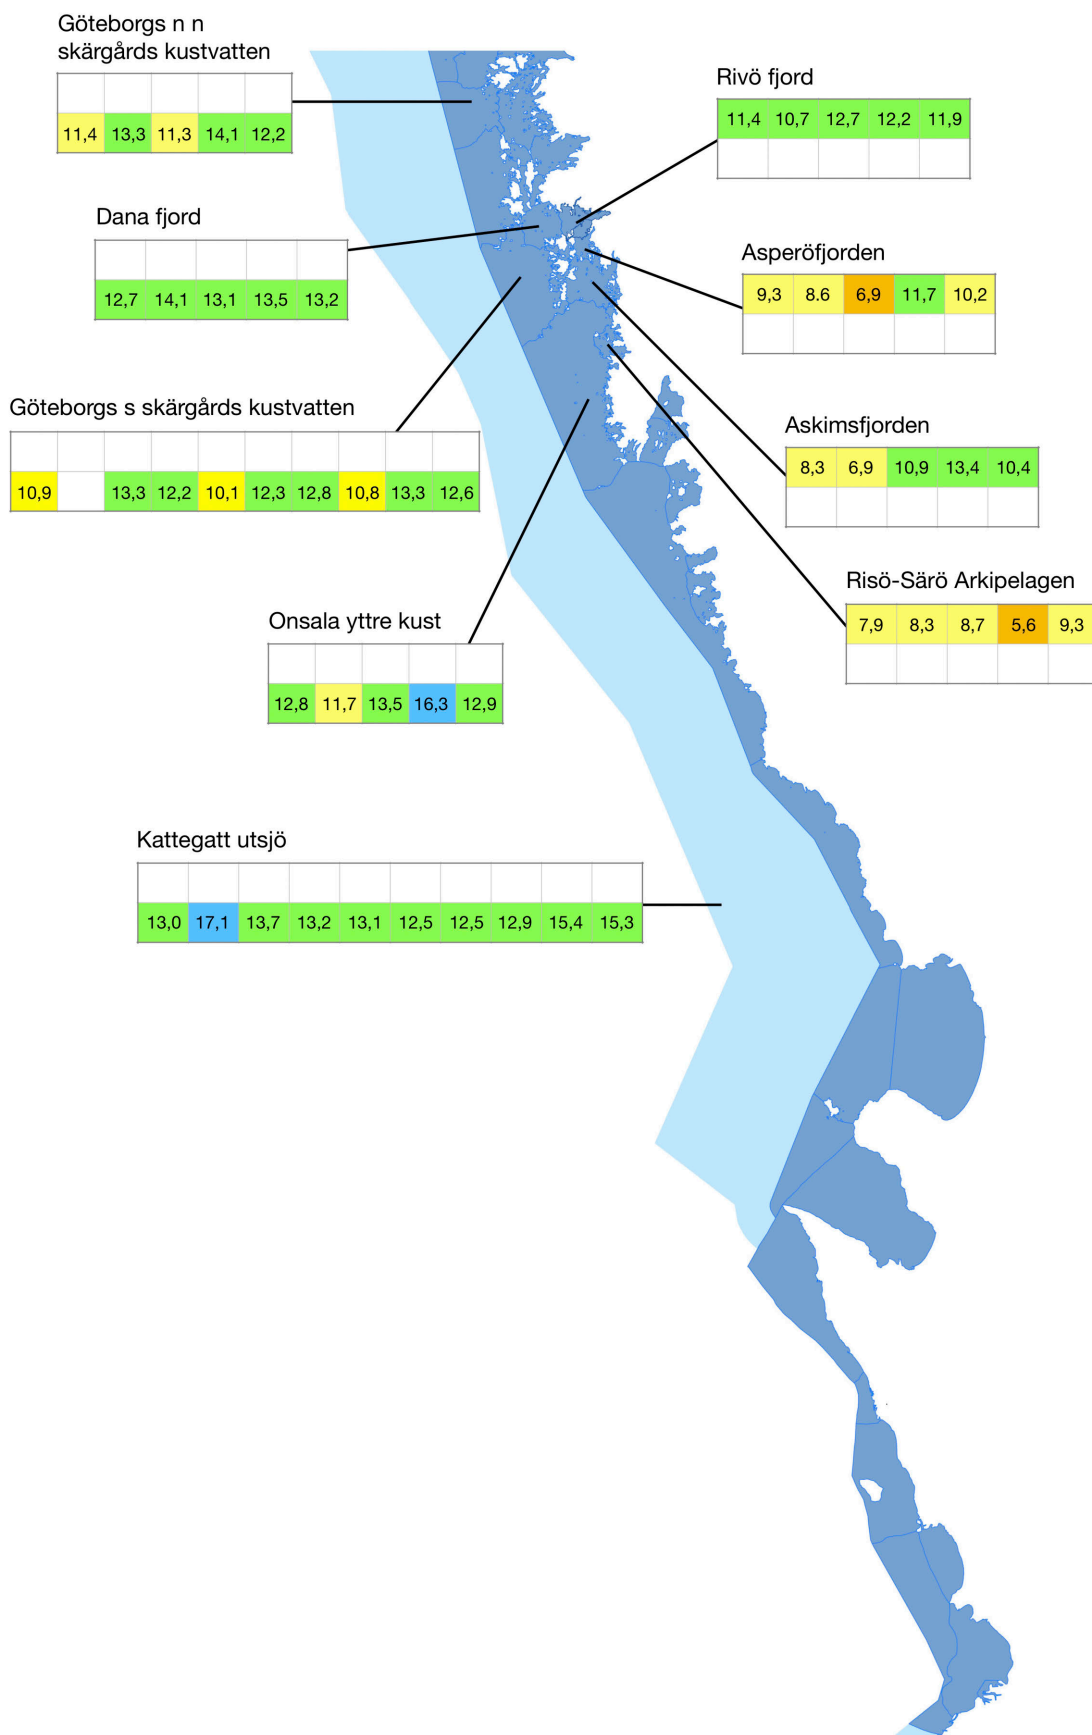 Göteborgs n n
skärgårds kustvatten
11,4 13,3 11,3 14,1 12,2
Rivö fjord
11,4 10,7 12,7 12,2 11,9
Dana fjord
12,7 14,1 13,1 13,5 13,2
Asperöfjorden
9,3 8.6 6,9 11,7 10,2
Göteborgs s skärgårds kustvatten
10,9 13,3 12,2 10,1 12,3 12,8 10,8 13,3 12,6
Askimsfjorden
8,3 6,9 10,9 13,4 10,4
Risö-Särö Arkipelagen
7,9 8,3 8,7 5,6 9,3
Onsala yttre kust
12,8 11,7 13,5 16,3 12,9
Kattegatt utsjö
13,0 17,1 13,7 13,2 13,1 12,5 12,5 12,9 15,4 15,3